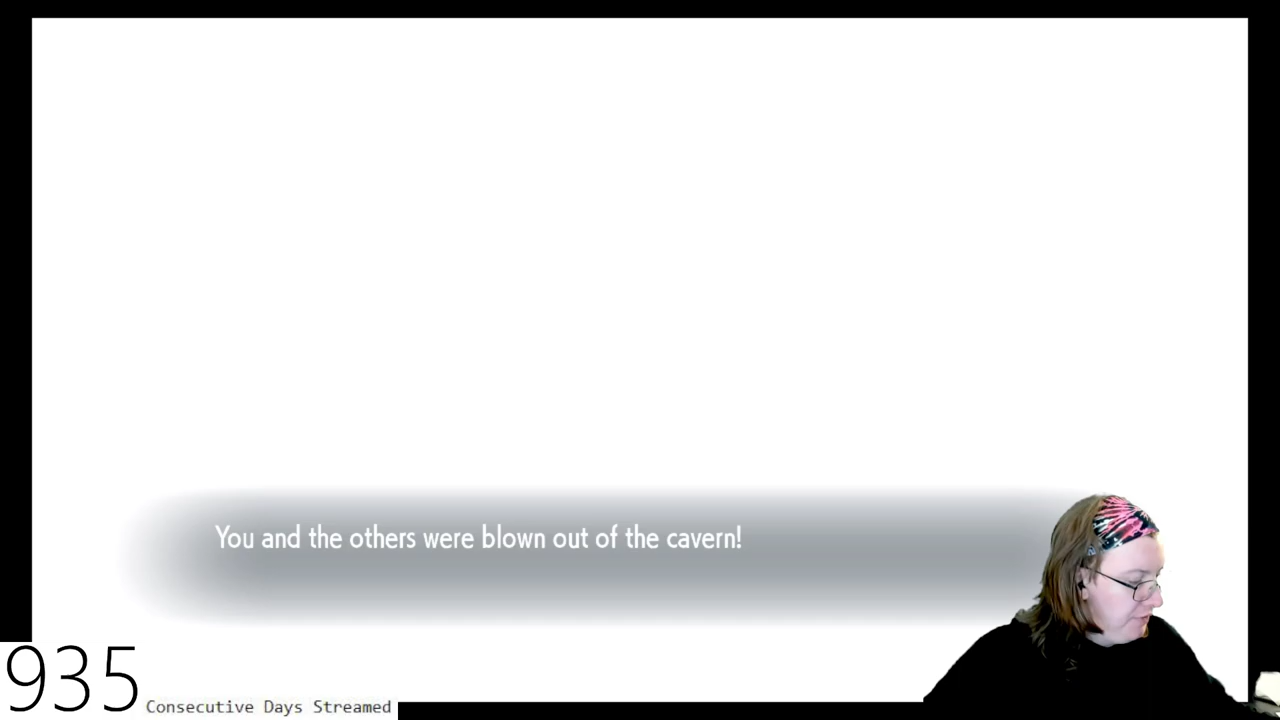 You and the others were blown out of the cavern!
935
Consecutive Days Streamed